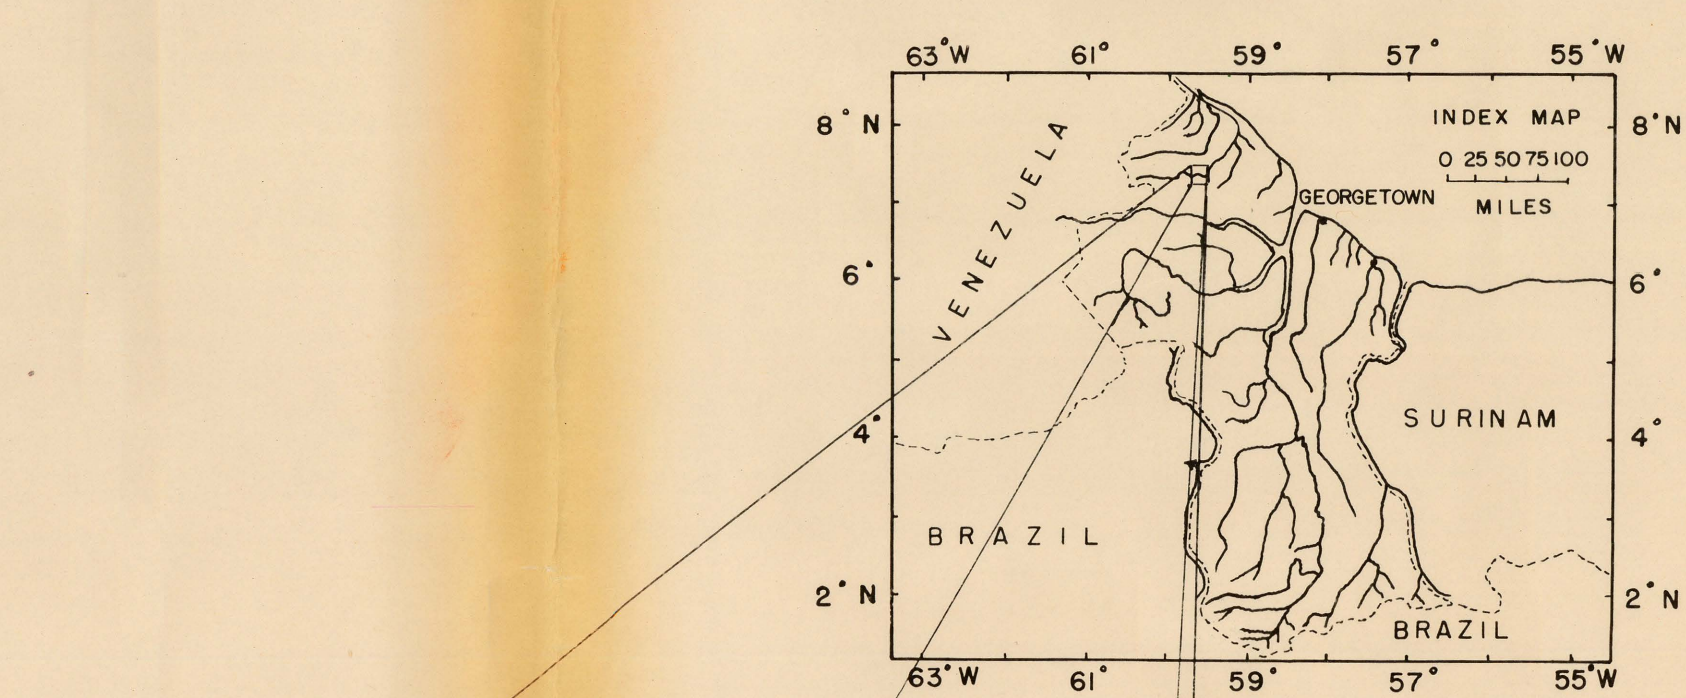 63°W 61° 59° 57° 55°W
8°N 8°N
INDEX MAP
0 25 50 75 100
MILES
VENEZUELA
GEORGETOWN
6° 6°
4° 4°
SURINAM
BRAZIL
2°N 2°N
BRAZIL
63°W 61° 59° 57° 55°W